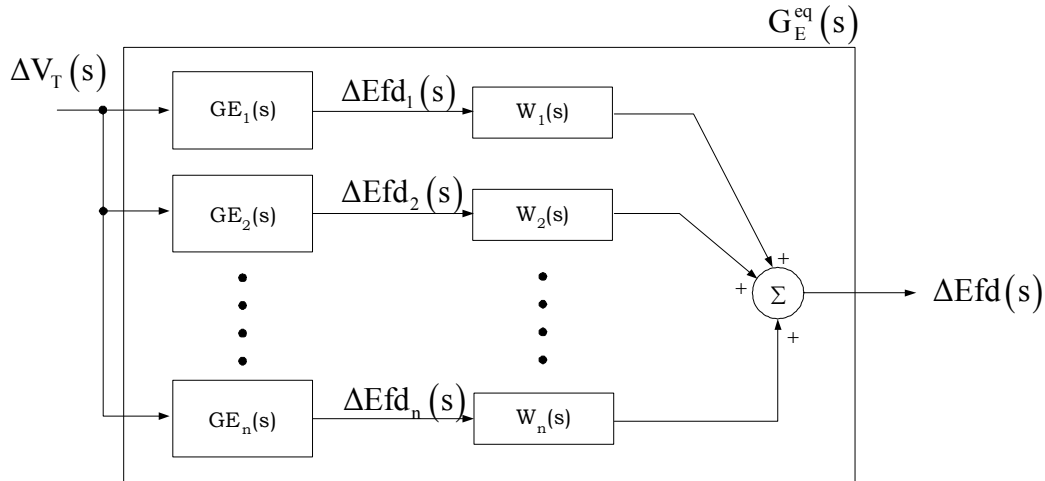 G_E^eq(s)
ΔV_T(s)
GE_1(s)
ΔEfd_1(s)
W_1(s)
GE_2(s)
ΔEfd_2(s)
W_2(s)
+
+
Σ
ΔEfd(s)
+
GE_n(s)
ΔEfd_n(s)
W_n(s)